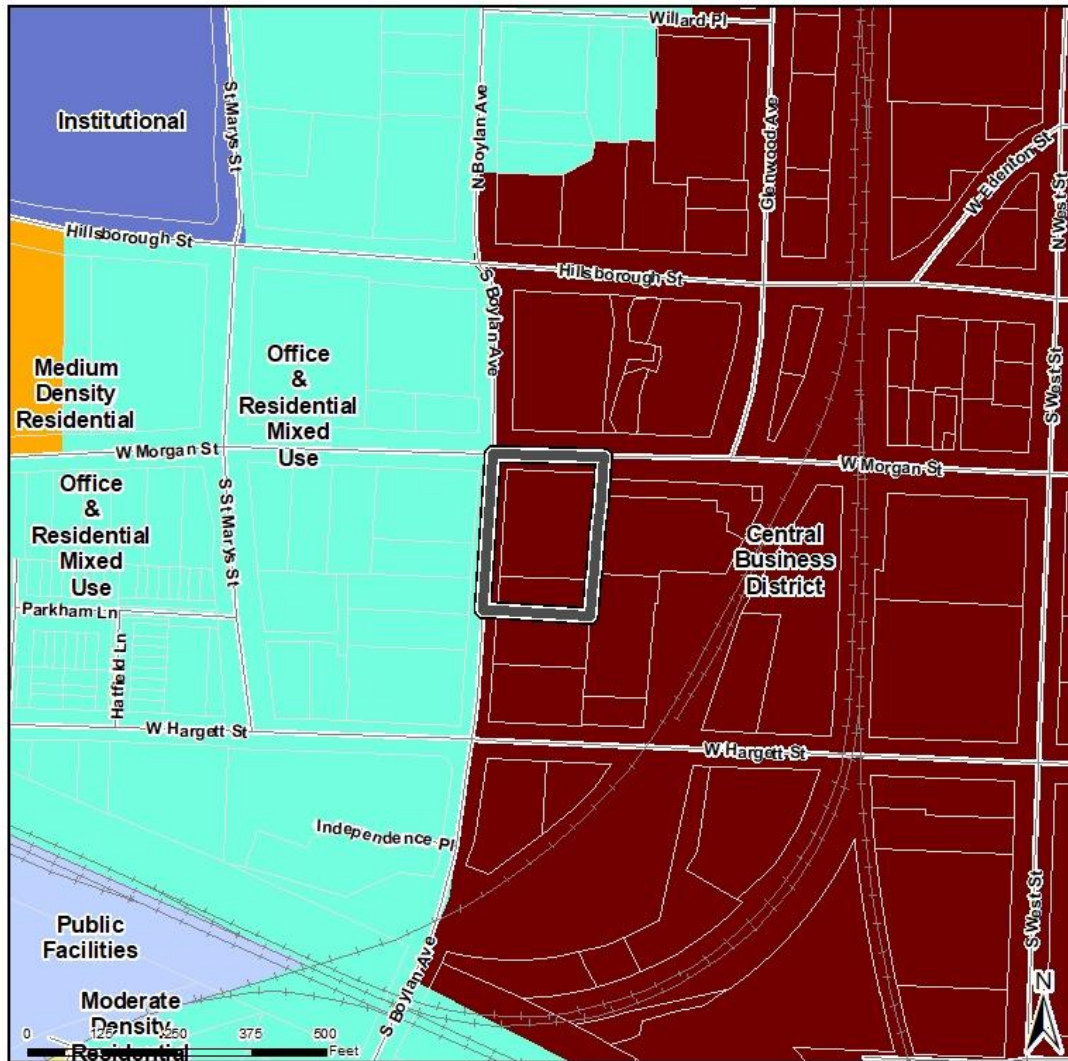 Willard Pl
Institutional
St Marys St
N Boylan Ave
Glenwood Ave
W Edenton St
N West St
Hillsborough St
Hillsborough St
S Boylan Ave
Medium
Density
Residential
Office
&
Residential
Mixed
Use
S West St
W Morgan St
W Morgan St
Office
&
Residential
Mixed
Use
S St Marys St
Central
Business
District
Parkham Ln
Hatfield Ln
W Hargett St
W Hargett St
Independence Pl
Public
Facilities
S Boylan Ave
S West St
Moderate
Density
Residential
0 125 250 375 500
Feet
N